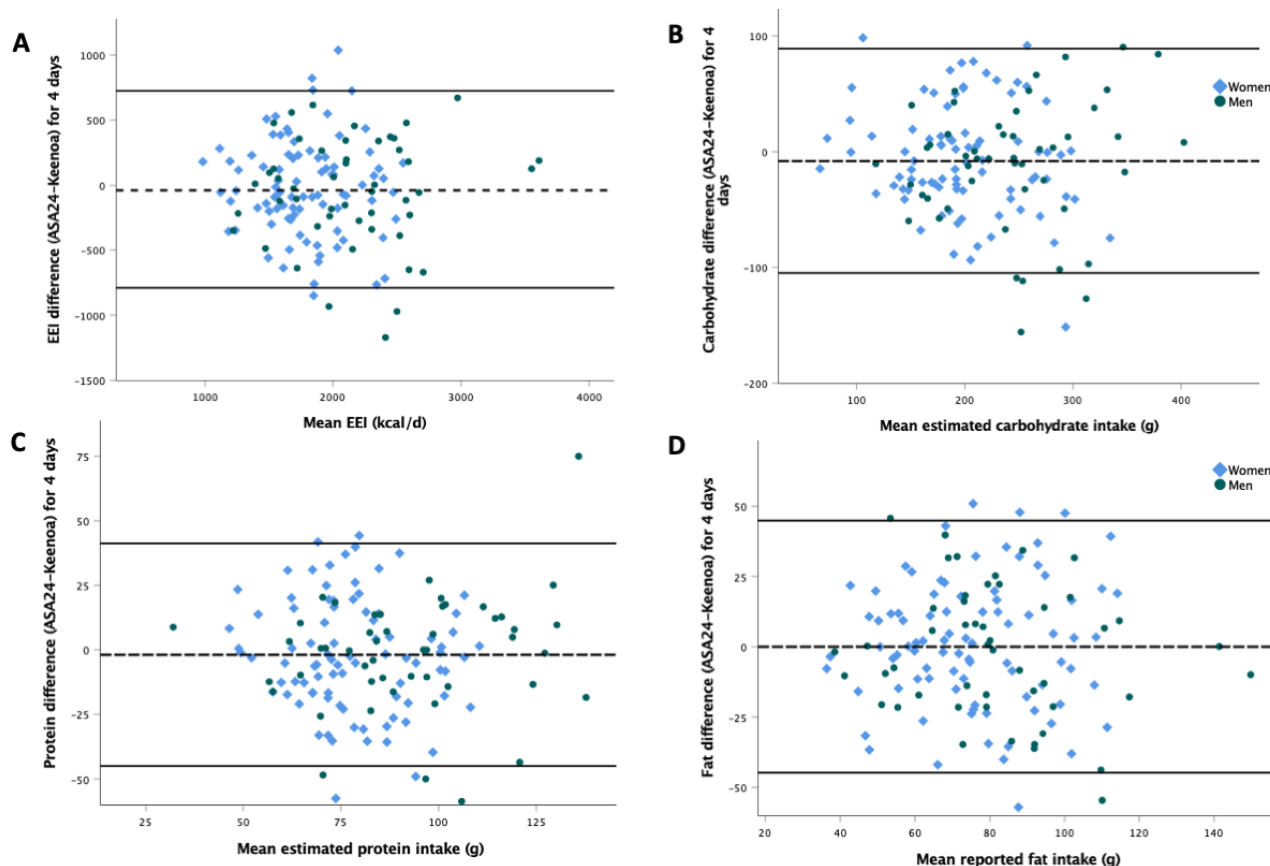 A
EEI difference (ASA24-Keenoa) for 4 days
1000
500
0
-500
-1000
-1500
1000 2000 3000 4000
Mean EEI (kcal/d)
B
Carbohydrate difference (ASA24-Keenoa) for 4
days
100
0
-100
-200
100 200 300 400
Mean estimated carbohydrate intake (g)
Women
Men
C
Protein difference (ASA24-Keenoa) for 4 days
75
50
25
0
-25
-50
25 50 75 100 125
Mean estimated protein intake (g)
D
Fat difference (ASA24-Keenoa) for 4 days
50
25
0
-25
-50
20 40 60 80 100 120 140
Mean reported fat intake (g)
Women
Men